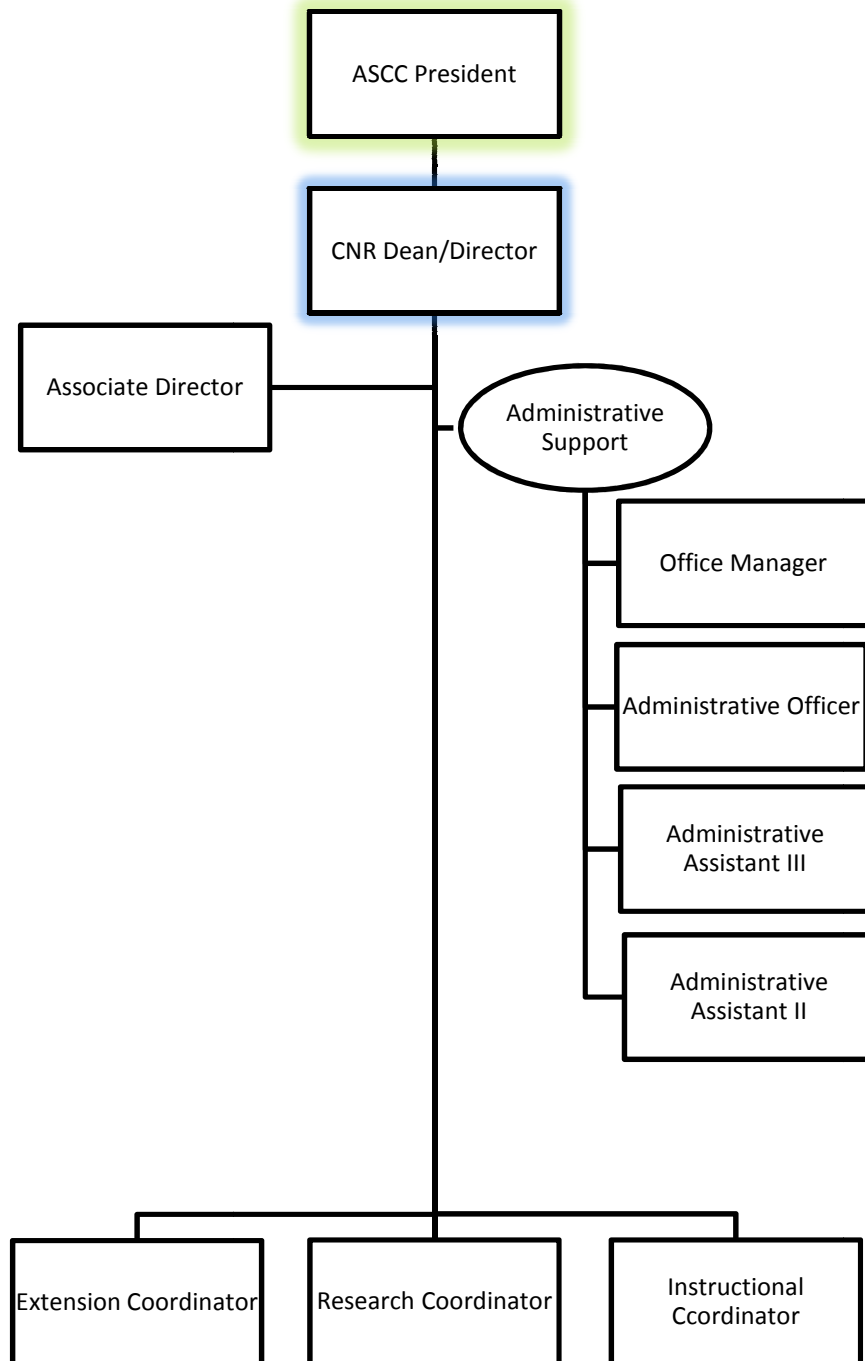 ASCC President
CNR Dean/Director
Associate Director
Administrative
Support
Office Manager
Administrative Officer
Administrative
Assistant III
Administrative
Assistant II
Extension Coordinator
Research Coordinator
Instructional
Ccordinator